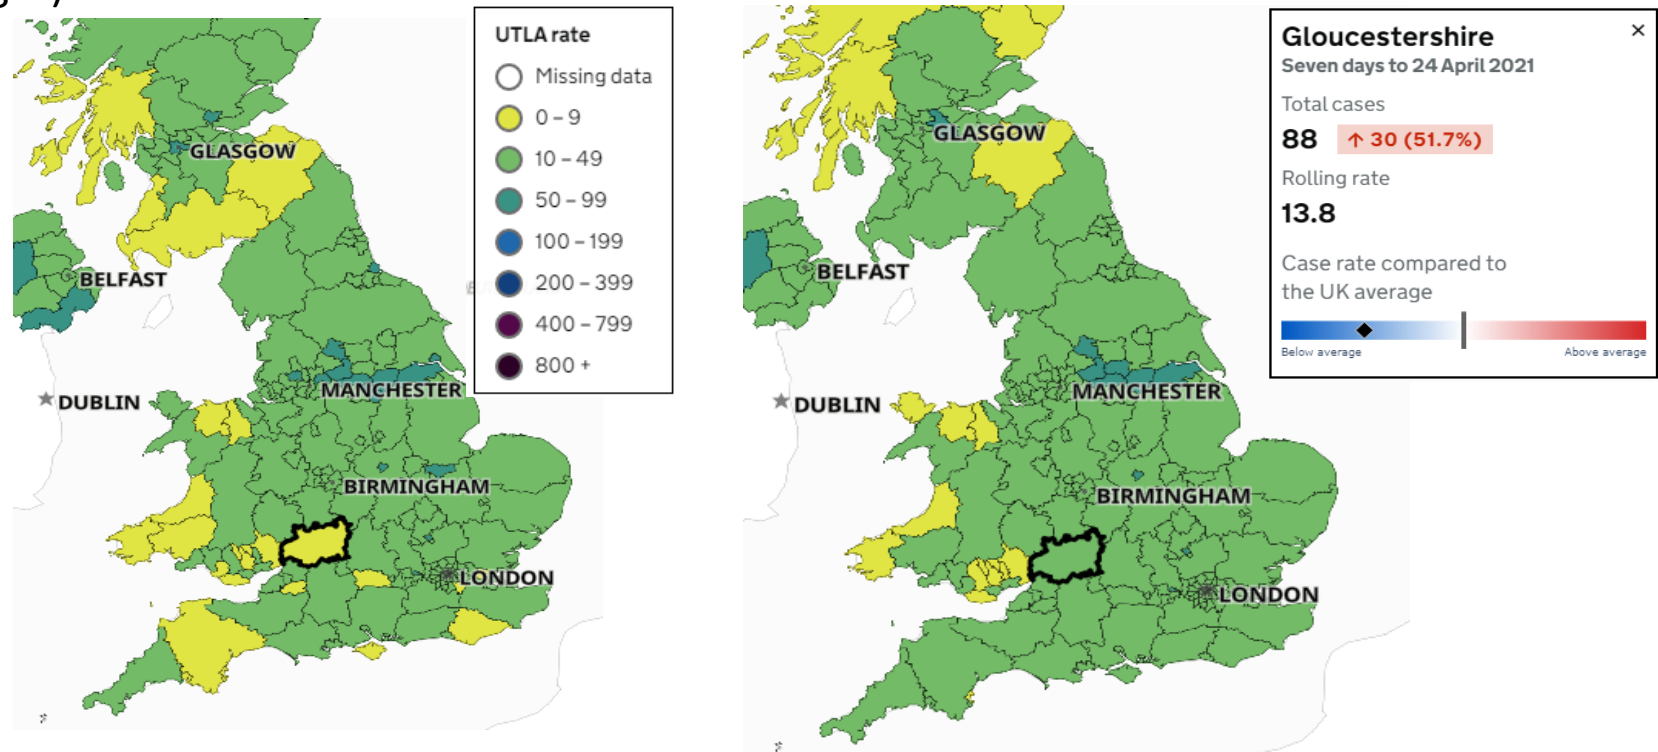 UTLA rate
Missing data
0 – 9
10 – 49
50 – 99
100 – 199
200 – 399
400 – 799
800 +
GLASGOW
BELFAST
DUBLIN
MANCHESTER
BIRMINGHAM
LONDON
GLASGOW
BELFAST
DUBLIN
MANCHESTER
BIRMINGHAM
LONDON
Gloucestershire
×
Seven days to 24 April 2021
Total cases
88 ↑ 30 (51.7%)
Rolling rate
13.8
Case rate compared to
the UK average
Below average Above average